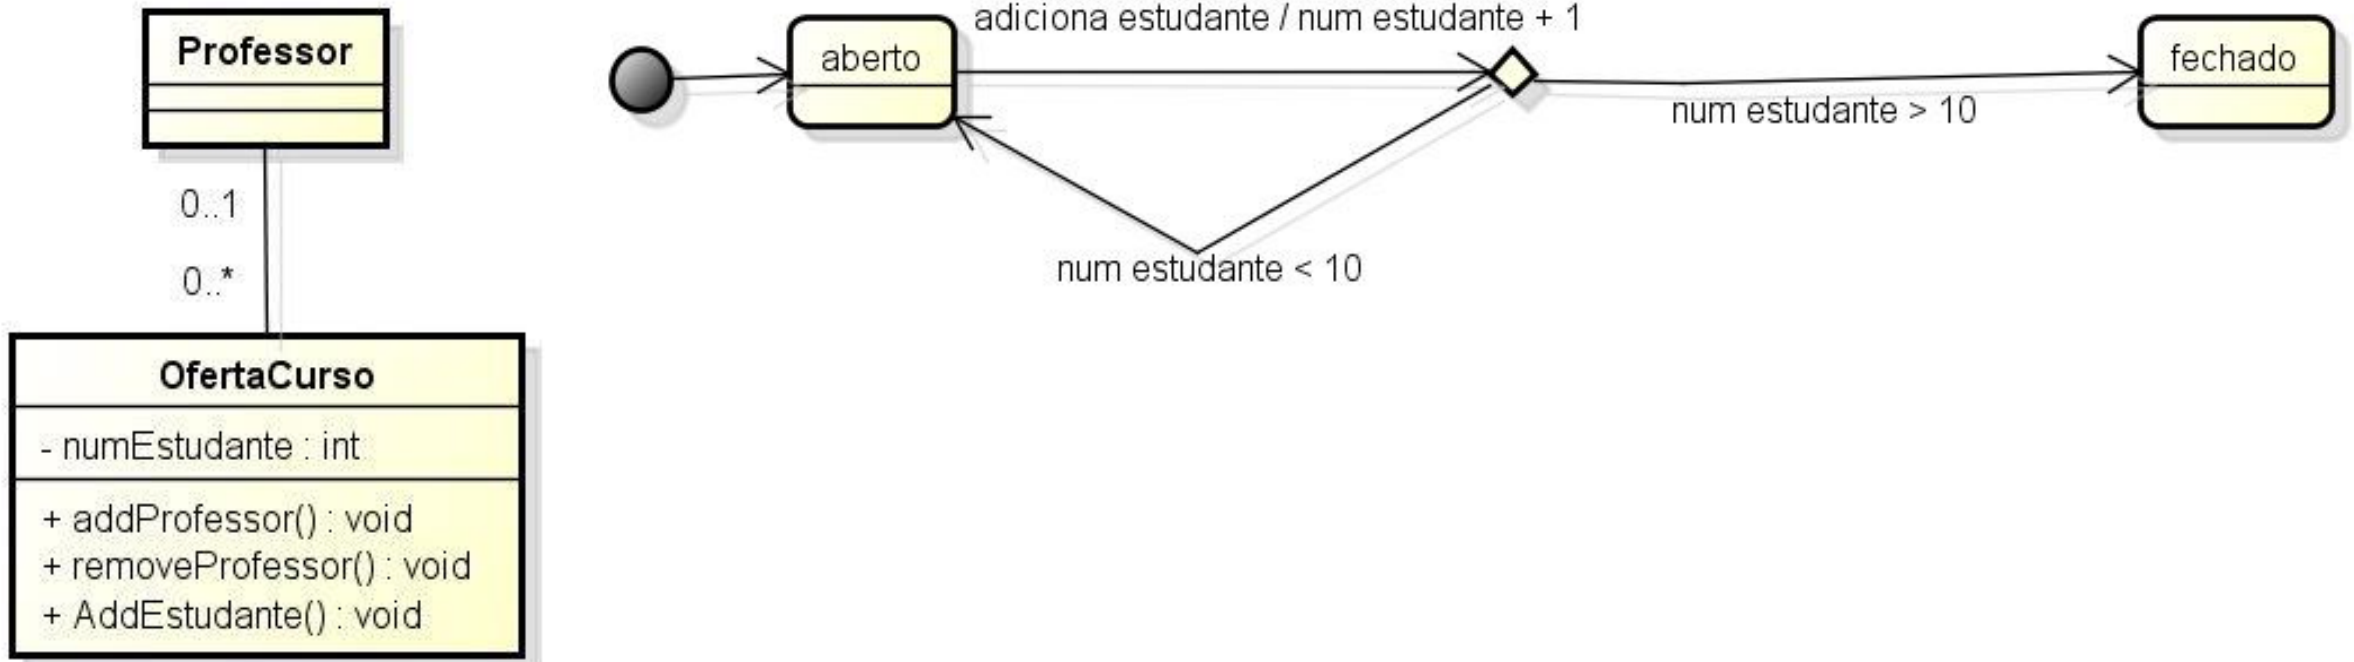 Professor
0..1
0..*
OfertaCurso
- numEstudante : int
+ addProfessor() : void
+ removeProfessor() : void
+ AddEstudante() : void
aberto
adiciona estudante / num estudante + 1
num estudante < 10
num estudante > 10
fechado